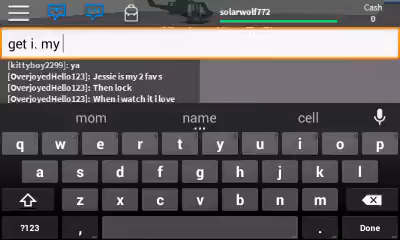 solarwolf772
Cash
0
get i. my
[kittyboy2299]: ya
[OverjoyedHello123]: Jessie is my 2 fav s
[OverjoyedHello123]: Then lock
[OverjoyedHello123]: When i watch it i love
mom name cell
q w e r t y u i o p
a s d f g h j k l
z x c v b n m
?123 , . Done